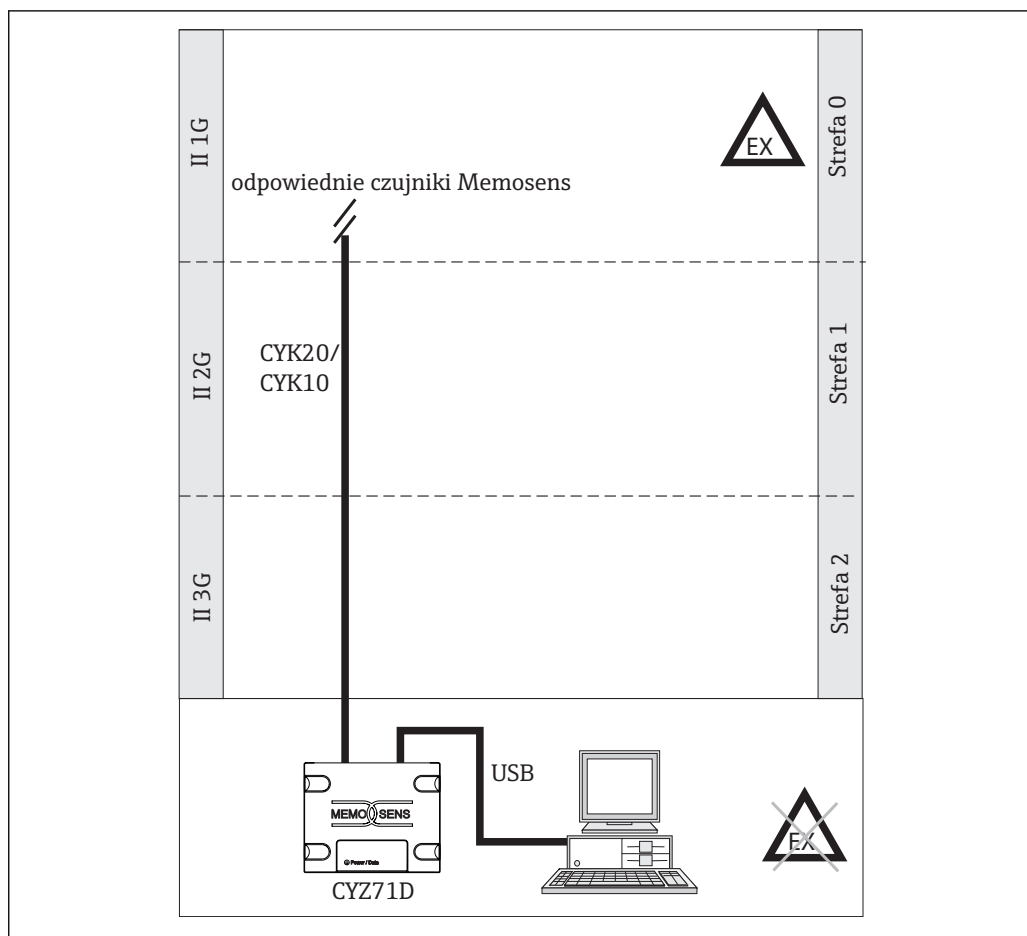 II 1G
EX
Strefa 0
odpowiednie czujniki Memosens
II 2G
CYK20/
CYK10
Strefa 1
II 3G
Strefa 2
USB
MEMO SENS
Power / Data
EX
CYZ71D